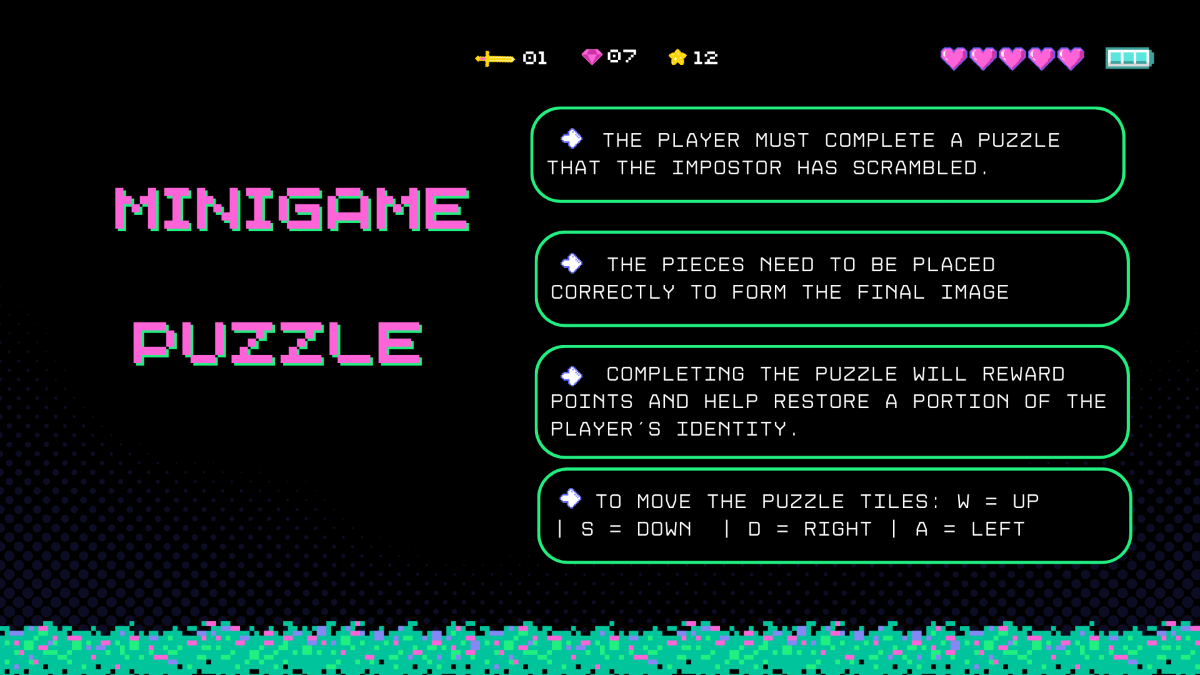 01 07 12
MINIGAME
PUZZLE
THE PLAYER MUST COMPLETE A PUZZLE
THAT THE IMPOSTOR HAS SCRAMBLED.
THE PIECES NEED TO BE PLACED
CORRECTLY TO FORM THE FINAL IMAGE
COMPLETING THE PUZZLE WILL REWARD
POINTS AND HELP RESTORE A PORTION OF THE
PLAYER'S IDENTITY.
TO MOVE THE PUZZLE TILES: W = UP
| S = DOWN | D = RIGHT | A = LEFT